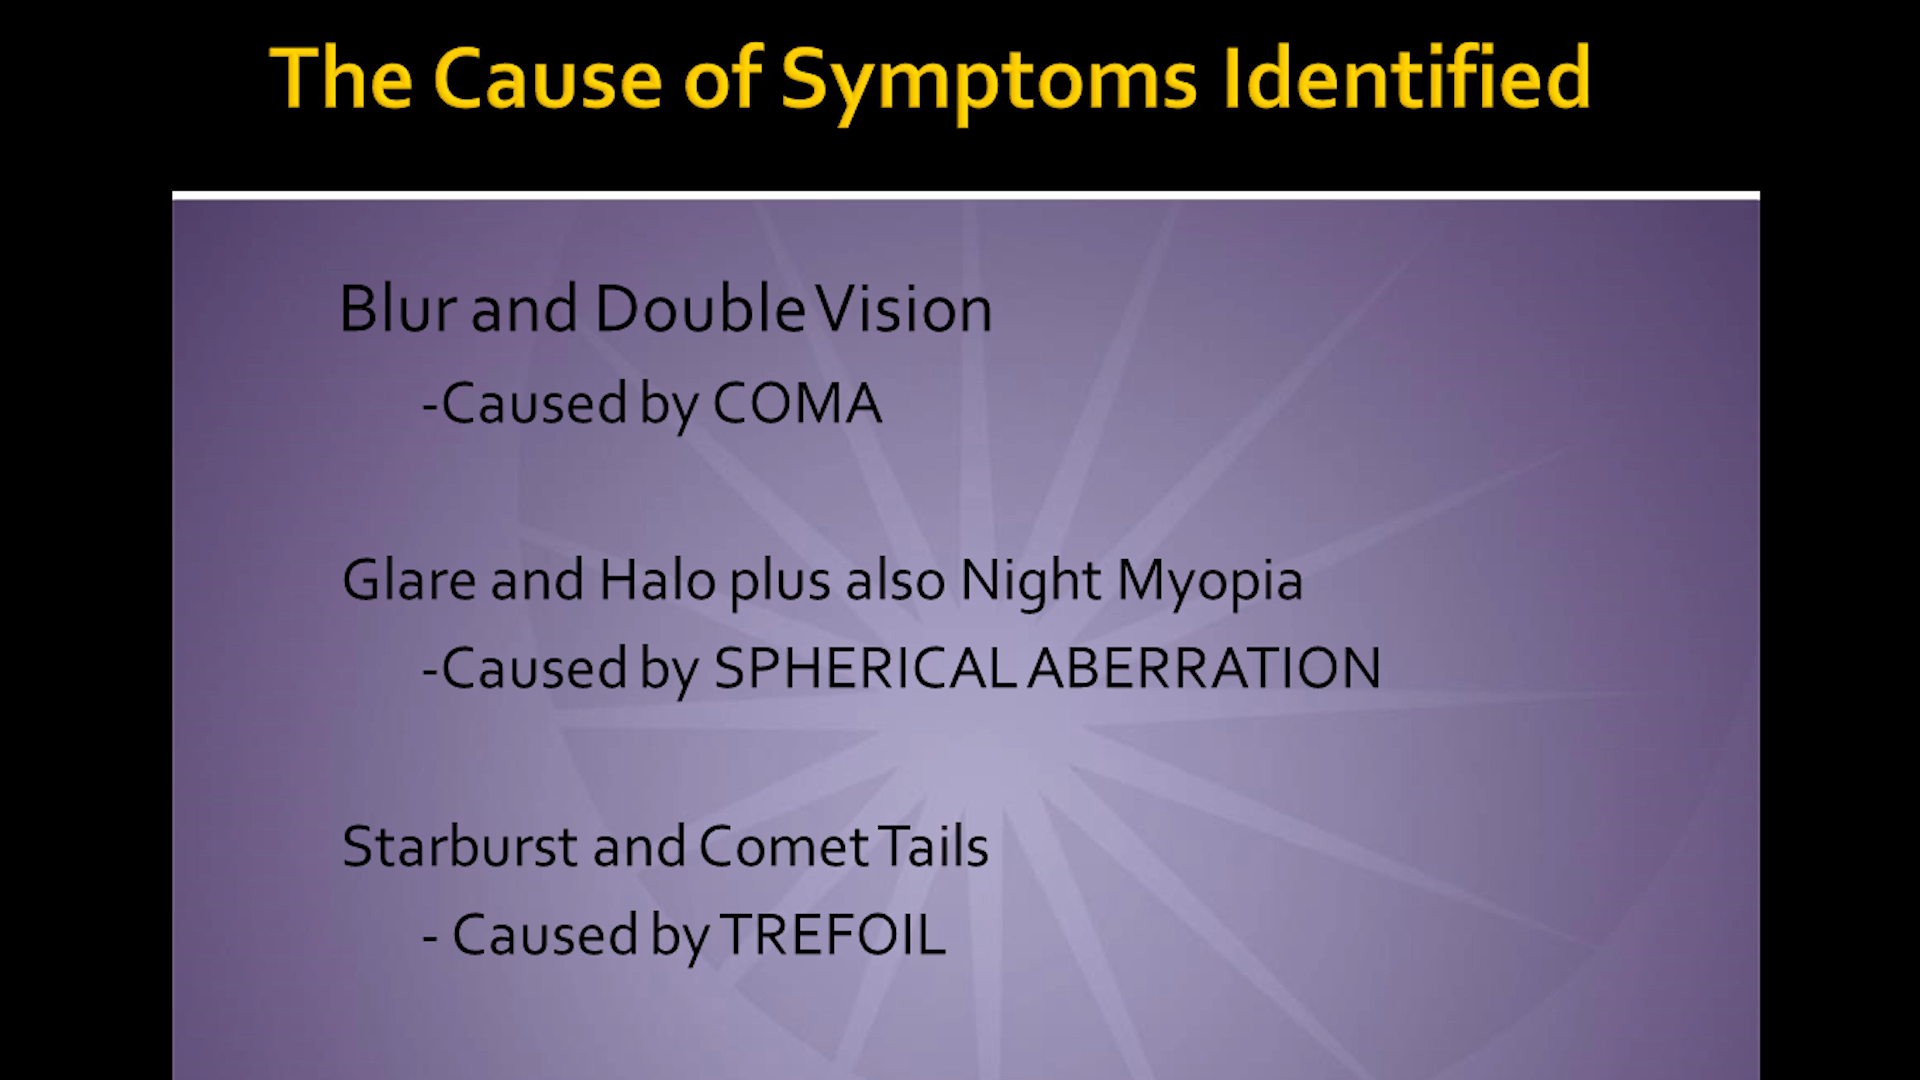 The Cause of Symptoms Identified
Blur and Double Vision
-Caused by COMA
Glare and Halo plus also Night Myopia
-Caused by SPHERICAL ABERRATION
Starburst and Comet Tails
- Caused by TREFOIL